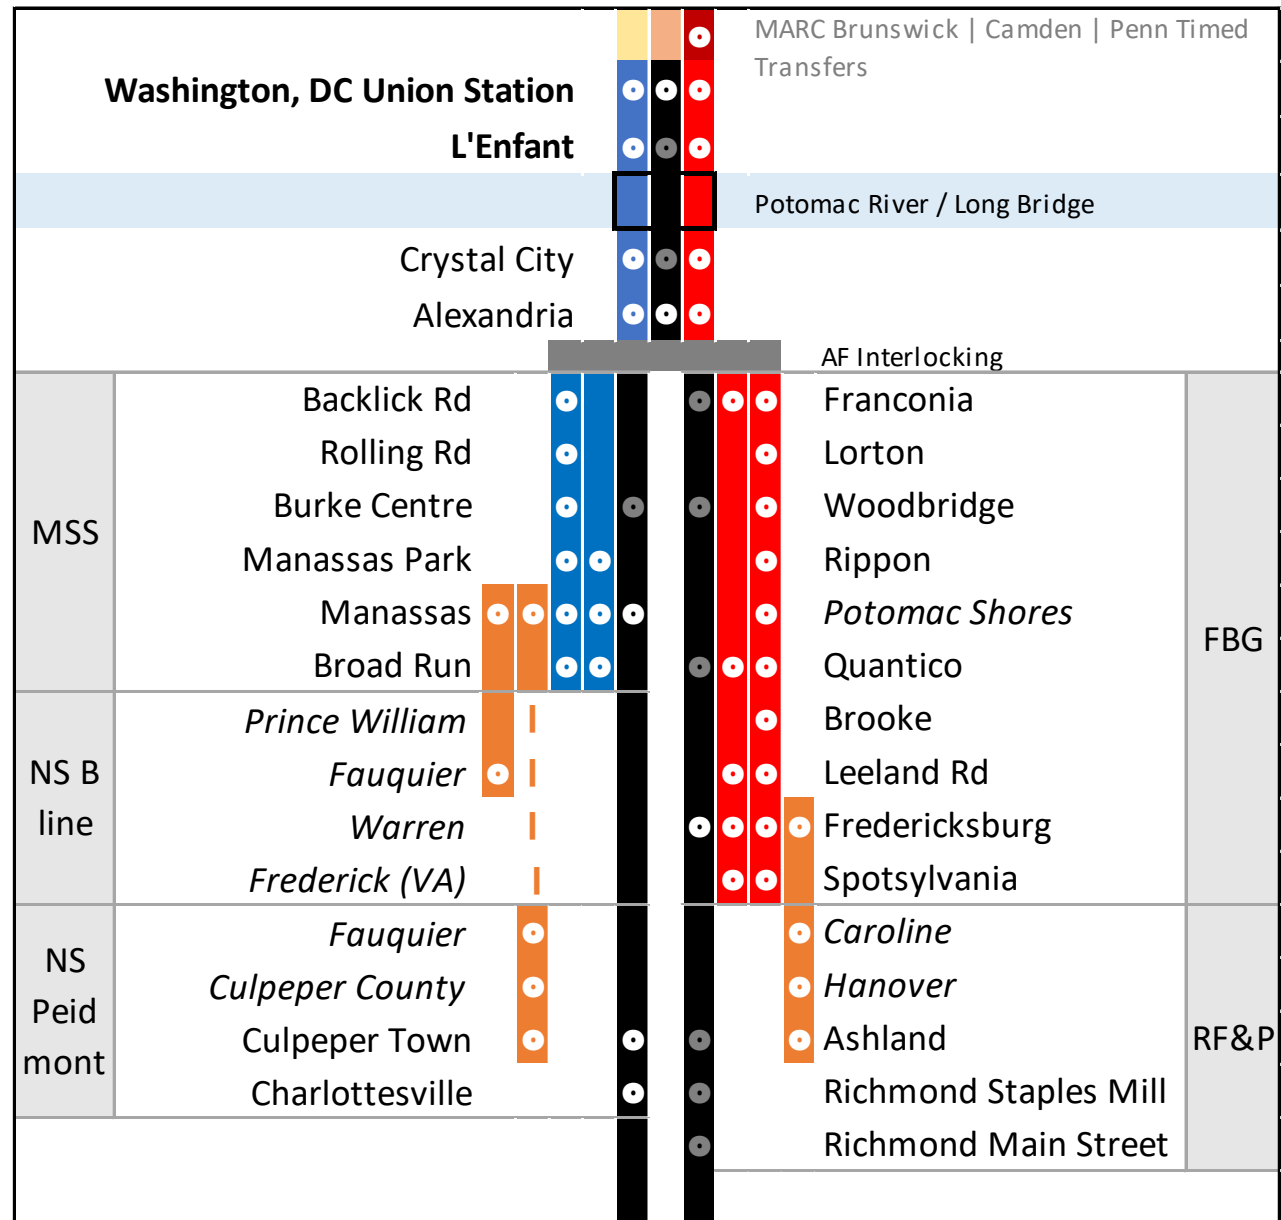 MARC Brunswick | Camden | Penn Timed
Transfers
Washington, DC Union Station
L'Enfant
Potomac River / Long Bridge
Crystal City
Alexandria
AF Interlocking
MSS
Backlick Rd
Rolling Rd
Burke Centre
Manassas Park
Manassas
Broad Run
NS B
line
Prince William
Fauquier
Warren
Frederick (VA)
NS
Peid
mont
Fauquier
Culpeper County
Culpeper Town
Charlottesville
Franconia
Lorton
Woodbridge
Rippon
Potomac Shores
Quantico
Brooke
Leeland Rd
Fredericksburg
Spotsylvania
FBG
Caroline
Hanover
Ashland
Richmond Staples Mill
Richmond Main Street
RF&P